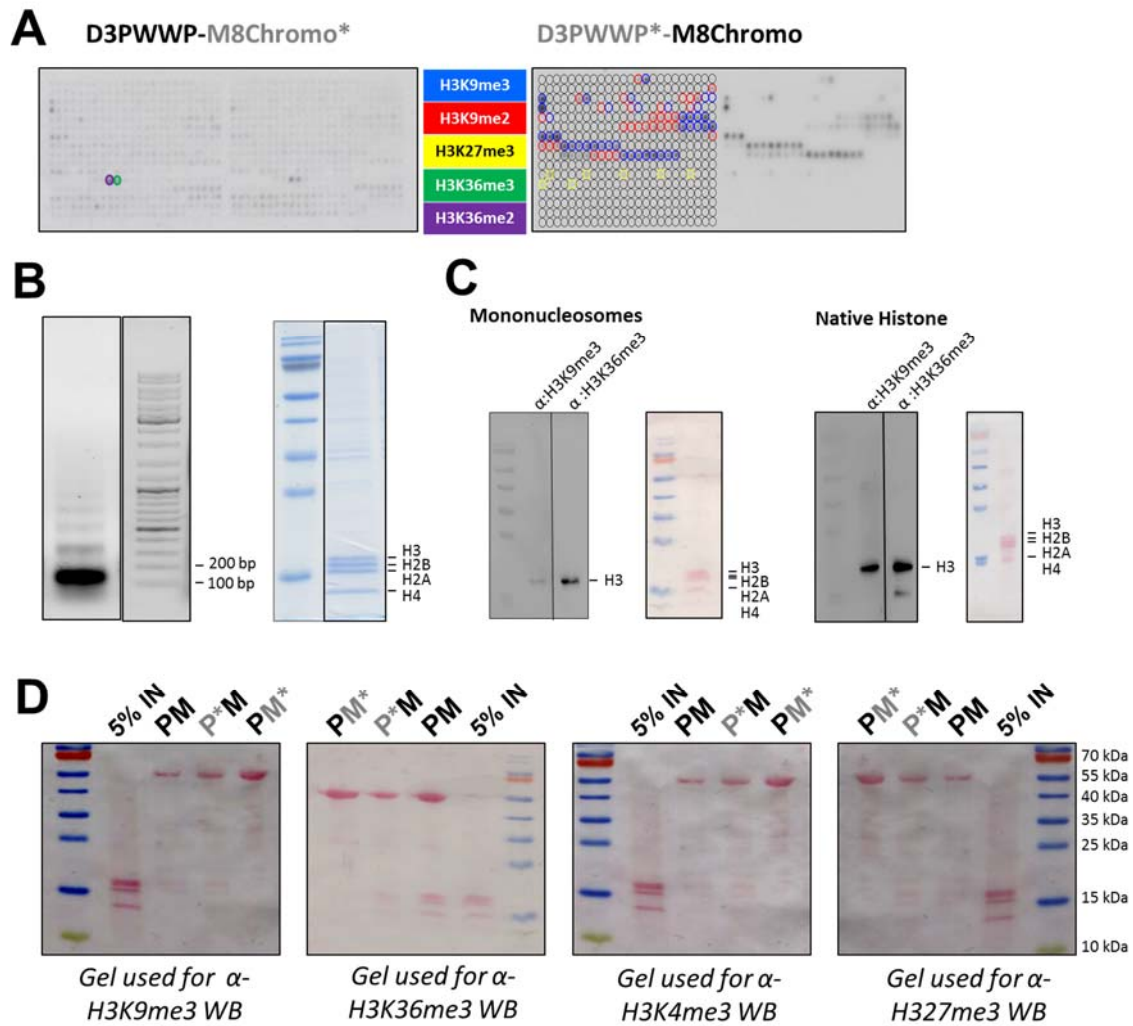 A
D3PWWP-M8Chromo*
D3PWWP*-M8Chromo
H3K9me3
H3K9me2
H3K27me3
H3K36me3
H3K36me2
B
200 bp
100 bp
H3
H2B
H2A
H4
C
Mononucleosomes
α:H3K9me3
α:H3K36me3
H3
H3
H2B
H2A
H4
Native Histone
α:H3K9me3
α:H3K36me3
H3
H3
H2B
H2A
H4
D
5% IN PM P*M PM*
PM* P*M PM 5% IN
5% IN PM P*M PM*
PM* P*M PM 5% IN
70 kDa
55 kDa
40 kDa
35 kDa
25 kDa
15 kDa
10 kDa
Gel used for α-
H3K9me3 WB
Gel used for α-
H3K36me3 WB
Gel used for α-
H3K4me3 WB
Gel used for α-
H327me3 WB